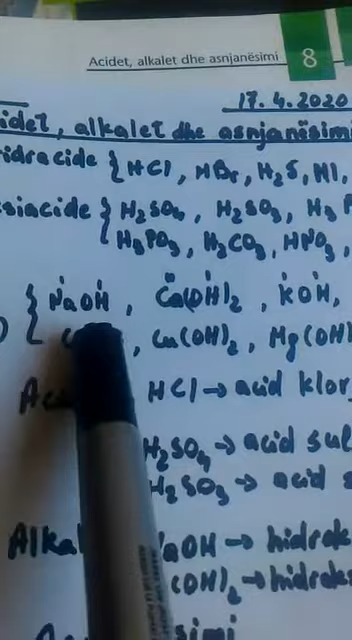 Acidet, alkalet dhe asnjanësimi 8
17.4.2020
idet, alkalet dhe asnjanësimi
idracide { HCl, HBr, H₂S, HI,
siacide { H₂SO₄, H₂SO₃, H₃P
H₃PO₃, H₂CO₃, HNO₃,
{ NaOH, Ca(OH)₂, KOH,
, Cu(OH)₂, Mg(OH)
HCl → acid klor
H₂SO₄ → acid sul
H₂SO₃ → acid s
Alka aOH → hidrok
(OH)₂ → hidroks
imi